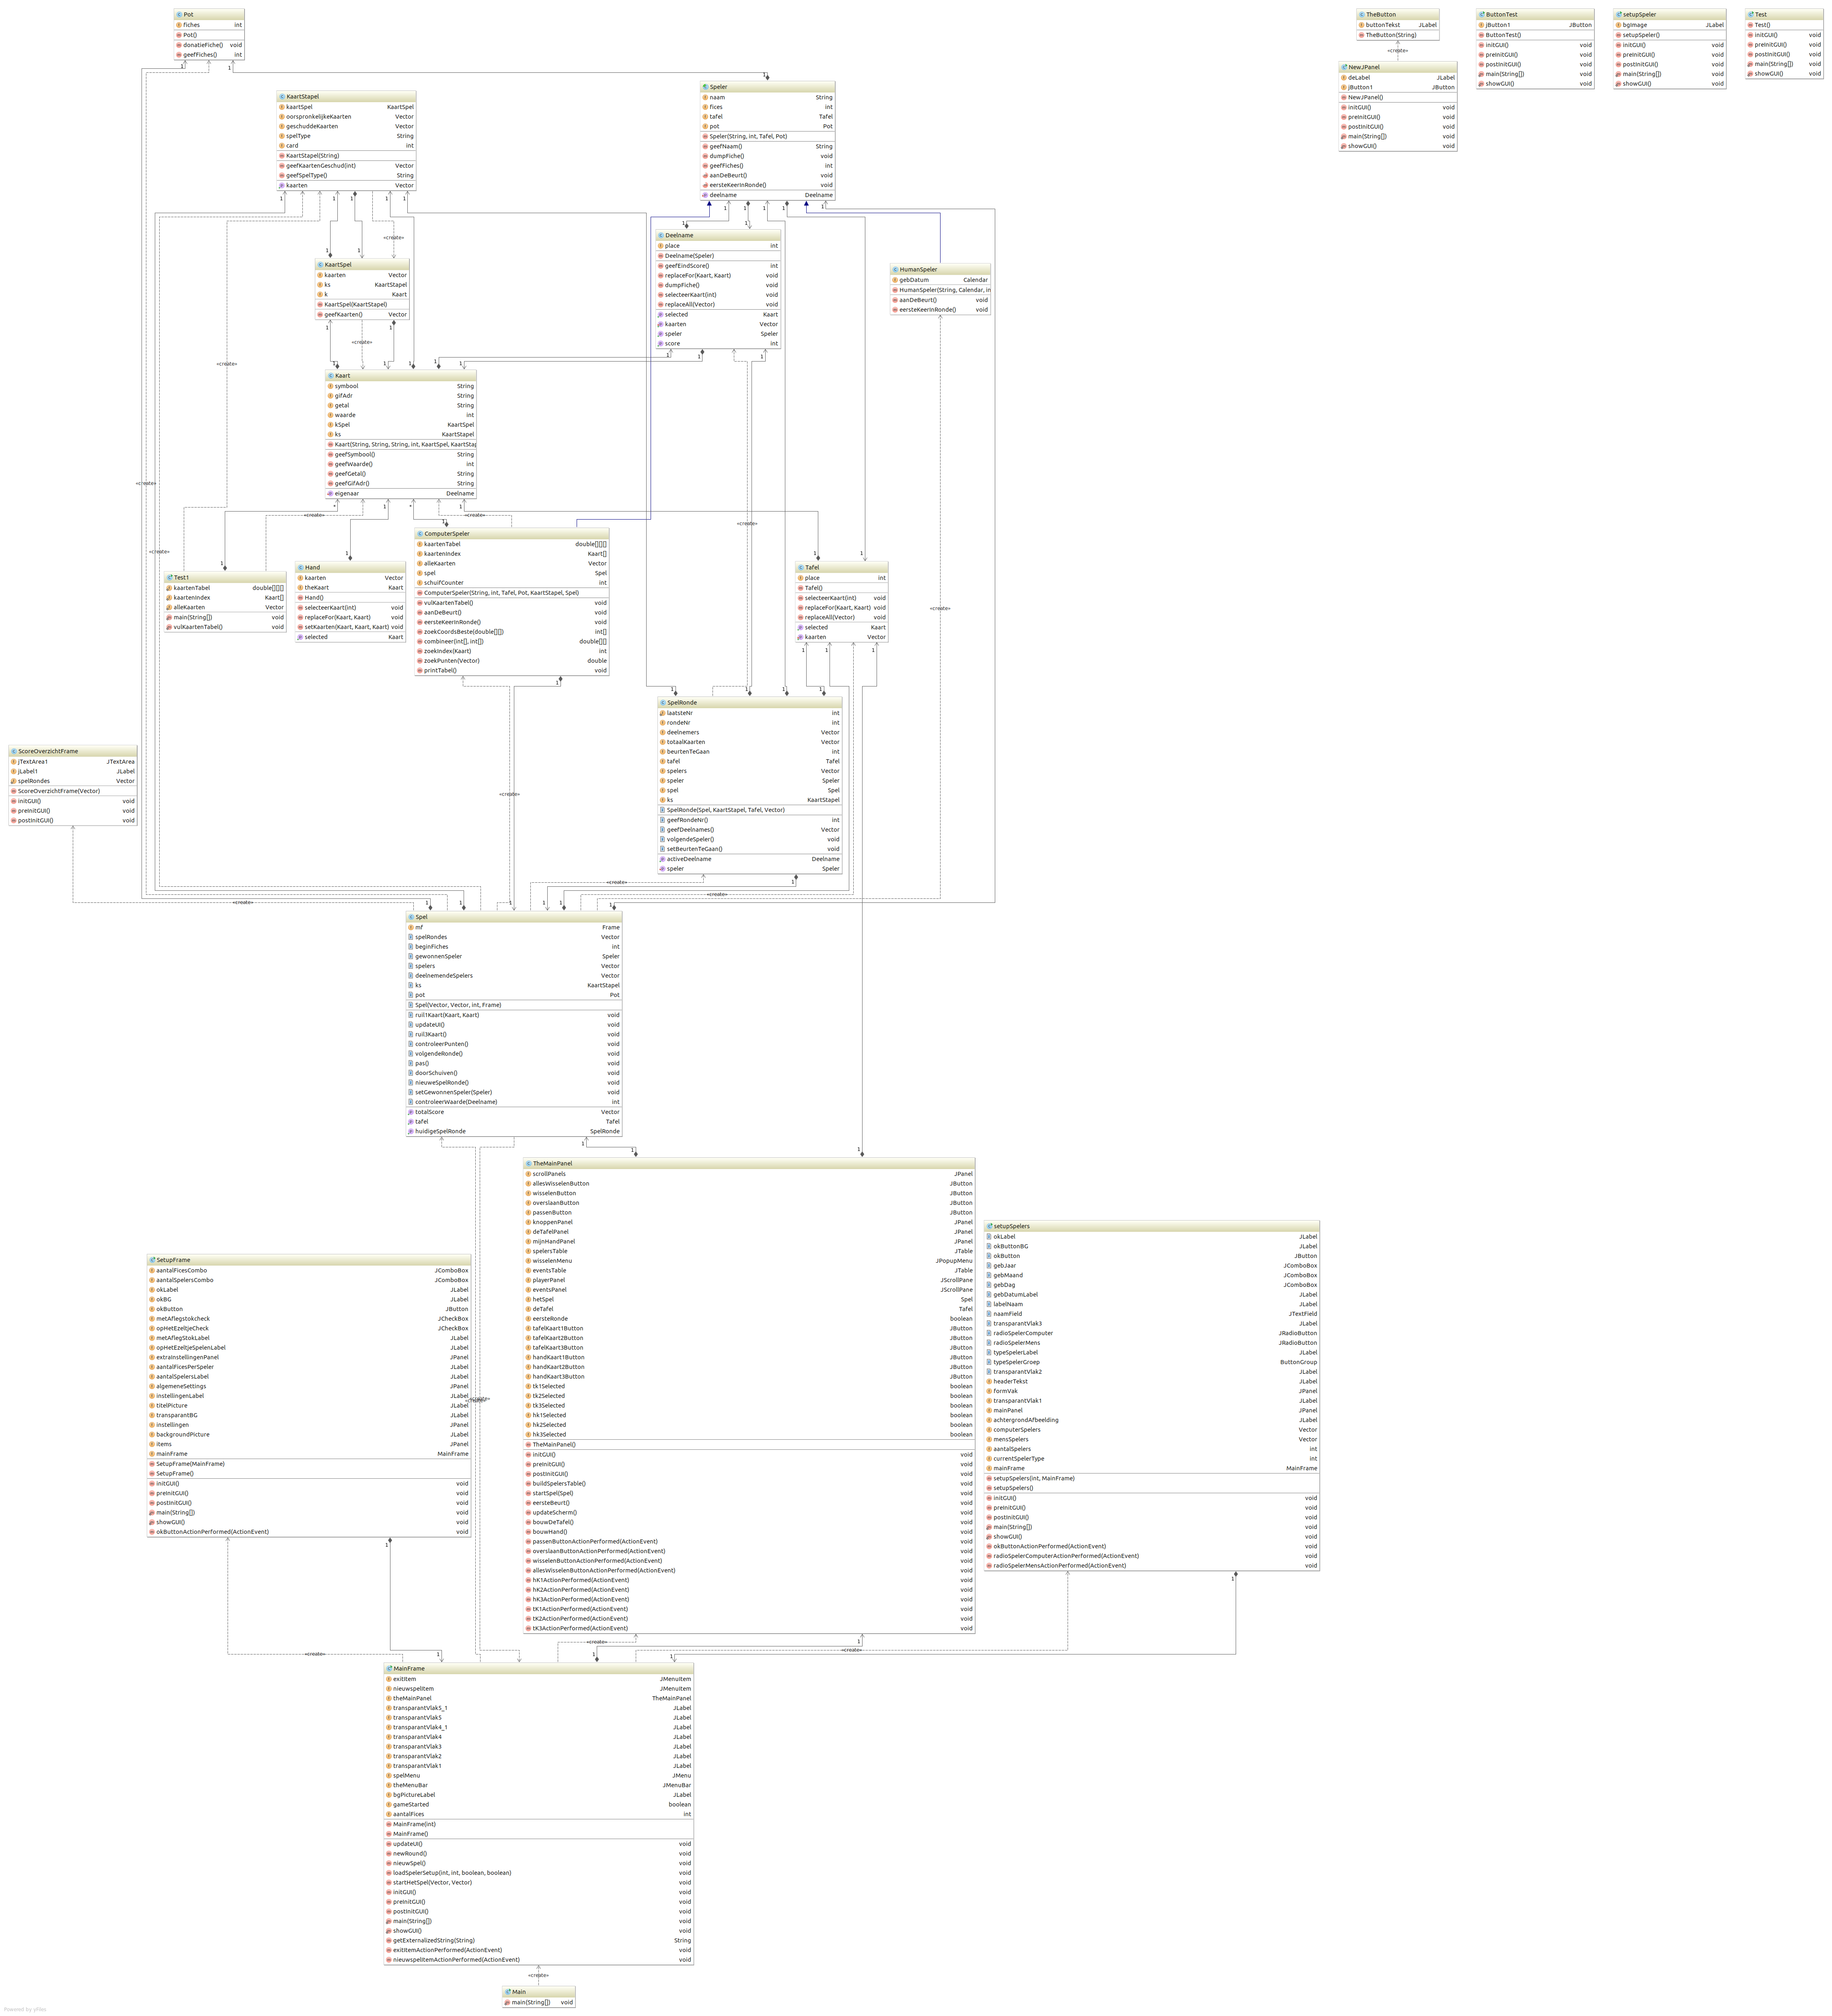 Pot
fiches int
Pot()
donatieFiche() void
geefFiches() int
TheButton
buttonTekst JLabel
TheButton(String)
«create»
NewJPanel
deLabel JLabel
jButton1 JButton
NewJPanel()
initGUI() void
preInitGUI() void
postInitGUI() void
main(String[]) void
showGUI() void
ButtonTest
jButton1 JButton
ButtonTest()
initGUI() void
preInitGUI() void
postInitGUI() void
main(String[]) void
showGUI() void
setupSpeler
bgImage JLabel
setupSpeler()
initGUI() void
preInitGUI() void
postInitGUI() void
main(String[]) void
showGUI() void
Test
Test()
initGUI() void
preInitGUI() void
postInitGUI() void
main(String[]) void
showGUI() void
KaartStapel
kaartSpel KaartSpel
oorspronkelijkeKaarten Vector
geschuddeKaarten Vector
spelType String
card int
KaartStapel(String)
geefKaartenGeschud(int) Vector
geefSpelType() String
kaarten Vector
Speler
naam String
fices int
tafel Tafel
pot Pot
Speler(String, int, Tafel, Pot)
geefNaam() String
dumpFiche() void
geefFiches() int
aanDeBeurt() void
eersteKeerInRonde() void
deelname Deelname
«create»
KaartSpel
kaarten Vector
ks KaartStapel
k Kaart
KaartSpel(KaartStapel)
geefKaarten() Vector
Deelname
place int
Deelname(Speler)
geefEindScore() int
replaceFor(Kaart, Kaart) void
dumpFiche() void
selecteerKaart(int) void
replaceAll(Vector) void
selected Kaart
kaarten Vector
speler Speler
score int
HumanSpeler
gebDatum Calendar
HumanSpeler(String, Calendar, in
aanDeBeurt() void
eersteKeerInRonde() void
«create»
«create»
Kaart
symbool String
gifAdr String
getal String
waarde int
kSpel KaartSpel
ks KaartStapel
Kaart(String, String, String, int, KaartSpel, KaartStap
geefSymbool() String
geefWaarde() int
geefGetal() String
geefGifAdr() String
eigenaar Deelname
«create»
«create»
«create»
«create»
«create»
«create»
Test1
kaartenTabel double[][][]
kaartenIndex Kaart[]
alleKaarten Vector
main(String[]) void
vulKaartenTabel() void
Hand
kaarten Vector
theKaart Kaart
Hand()
selecteerKaart(int) void
replaceFor(Kaart, Kaart) void
setKaarten(Kaart, Kaart, Kaart) void
selected Kaart
ComputerSpeler
kaartenTabel double[][][]
kaartenIndex Kaart[]
alleKaarten Vector
spel Spel
schuifCounter int
ComputerSpeler(String, int, Tafel, Pot, KaartStapel, Spel)
vulKaartenTabel() void
aanDeBeurt() void
eersteKeerInRonde() void
zoekCoordsBeste(double[][]) int[]
combineer(int[], int[]) double[][]
zoekIndex(Kaart) int
zoekPunten(Vector) double
printTabel() void
Tafel
place int
Tafel()
selecteerKaart(int) void
replaceFor(Kaart, Kaart) void
replaceAll(Vector) void
selected Kaart
kaarten Vector
SpelRonde
laatsteNr int
rondeNr int
deelnemers Vector
totaalKaarten Vector
beurtenTeGaan int
tafel Tafel
spelers Vector
speler Speler
spel Spel
ks KaartStapel
SpelRonde(Spel, KaartStapel, Tafel, Vector)
geefRondeNr() int
geefDeelnames() Vector
volgendeSpeler() void
setBeurtenTeGaan() void
activeDeelname Deelname
speler Speler
ScoreOverzichtFrame
jTextArea1 JTextArea
jLabel1 JLabel
spelRondes Vector
ScoreOverzichtFrame(Vector)
initGUI() void
preInitGUI() void
postInitGUI() void
«create»
«create»
«create»
«create»
Spel
mf Frame
spelRondes Vector
beginFiches int
gewonnenSpeler Speler
spelers Vector
deelnemendeSpelers Vector
ks KaartStapel
pot Pot
Spel(Vector, Vector, int, Frame)
ruil1Kaart(Kaart, Kaart) void
updateUI() void
ruil3Kaart() void
controleerPunten() void
volgendeRonde() void
pas() void
doorSchuiven() void
nieuweSpelRonde() void
setGewonnenSpeler(Speler) void
controleerWaarde(Deelname) int
totalScore Vector
tafel Tafel
huidigeSpelRonde SpelRonde
TheMainPanel
scrollPanels JPanel
allesWisselenButton JButton
wisselenButton JButton
overslaanButton JButton
passenButton JButton
knoppenPanel JPanel
deTafelPanel JPanel
mijnHandPanel JPanel
spelersTable JTable
wisselenMenu JPopupMenu
eventsTable JTable
playerPanel JScrollPane
eventsPanel JScrollPane
hetSpel Spel
deTafel Tafel
eersteRonde boolean
tafelKaart1Button JButton
tafelKaart2Button JButton
tafelKaart3Button JButton
handKaart1Button JButton
handKaart2Button JButton
handKaart3Button JButton
tk1Selected boolean
tk2Selected boolean
tk3Selected boolean
hk1Selected boolean
hk2Selected boolean
hk3Selected boolean
TheMainPanel()
initGUI() void
preInitGUI() void
postInitGUI() void
buildSpelersTable() void
startSpel(Spel) void
eersteBeurt() void
updateScherm() void
bouwDeTafel() void
bouwHand() void
passenButtonActionPerformed(ActionEvent) void
overslaanButtonActionPerformed(ActionEvent) void
wisselenButtonActionPerformed(ActionEvent) void
allesWisselenButtonActionPerformed(ActionEvent) void
hK1ActionPerformed(ActionEvent) void
hK2ActionPerformed(ActionEvent) void
hK3ActionPerformed(ActionEvent) void
tK1ActionPerformed(ActionEvent) void
tK2ActionPerformed(ActionEvent) void
tK3ActionPerformed(ActionEvent) void
setupSpelers
okLabel JLabel
okButtonBG JLabel
okButton JButton
gebJaar JComboBox
gebMaand JComboBox
gebDag JComboBox
gebDatumLabel JLabel
labelNaam JLabel
naamField JTextField
transparantVlak3 JLabel
radioSpelerComputer JRadioButton
radioSpelerMens JRadioButton
typeSpelerLabel JLabel
typeSpelerGroep ButtonGroup
transparantVlak2 JLabel
headerTekst JLabel
formVak JPanel
transparantVlak1 JLabel
mainPanel JPanel
achtergrondAfbeelding JLabel
computerSpelers Vector
mensSpelers Vector
aantalSpelers int
currentSpelerType int
mainFrame MainFrame
setupSpelers(int, MainFrame)
setupSpelers()
initGUI() void
preInitGUI() void
postInitGUI() void
main(String[]) void
showGUI() void
okButtonActionPerformed(ActionEvent) void
radioSpelerComputerActionPerformed(ActionEvent) void
radioSpelerMensActionPerformed(ActionEvent) void
SetupFrame
aantalFicesCombo JComboBox
aantalSpelersCombo JComboBox
okLabel JLabel
okBG JLabel
okButton JButton
metAflegstokcheck JCheckBox
opHetEzeltjeCheck JCheckBox
metAflegStokLabel JLabel
opHetEzeltjeSpelenLabel JLabel
extraInstellingenPanel JPanel
aantalFicesPerSpeler JLabel
aantalSpelersLabel JLabel
algemeneSettings JPanel
instellingenLabel JLabel
titelPicture JLabel
transparantBG JLabel
instellingen JPanel
backgroundPicture JLabel
items JPanel
mainFrame MainFrame
SetupFrame(MainFrame)
SetupFrame()
initGUI() void
preInitGUI() void
postInitGUI() void
main(String[]) void
showGUI() void
okButtonActionPerformed(ActionEvent) void
«create»
«create»
«create»
MainFrame
exitItem JMenuItem
nieuwspelItem JMenuItem
theMainPanel TheMainPanel
transparantVlak5_1 JLabel
transparantVlak5 JLabel
transparantVlak4_1 JLabel
transparantVlak4 JLabel
transparantVlak3 JLabel
transparantVlak2 JLabel
transparantVlak1 JLabel
spelMenu JMenu
theMenuBar JMenuBar
bgPictureLabel JLabel
gameStarted boolean
aantalFices int
MainFrame(int)
MainFrame()
updateUI() void
newRound() void
nieuwSpel() void
loadSpelerSetup(int, int, boolean, boolean) void
startHetSpel(Vector, Vector) void
initGUI() void
preInitGUI() void
postInitGUI() void
main(String[]) void
showGUI() void
getExternalizedString(String) String
exitItemActionPerformed(ActionEvent) void
nieuwspelItemActionPerformed(ActionEvent) void
«create»
Main
main(String[]) void
Powered by yFiles